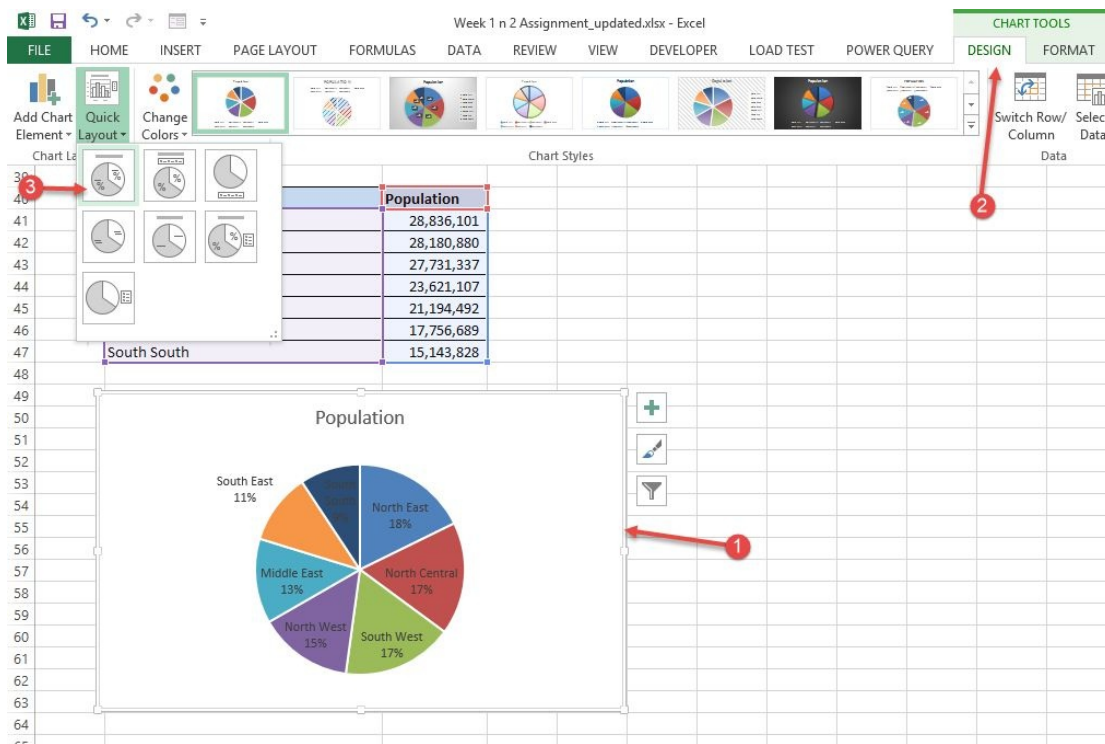 Week 1 n 2 Assignment_updated.xlsx - Excel
CHART TOOLS
FILE HOME INSERT PAGE LAYOUT FORMULAS DATA REVIEW VIEW DEVELOPER LOAD TEST POWER QUERY DESIGN FORMAT
Add Chart Element
Quick Layout
Change Colors
Switch Row/ Column
Selec Data
Chart La
Chart Styles
Data
3
2
39
40 Population
41 28,836,101
42 28,180,880
43 27,731,337
44 23,621,107
45 21,194,492
46 17,756,689
47 South South 15,143,828
48
49
50
51
52
53
54
55
56
57
58
59
60
61
62
63
64
65
Population
South East
11%
North East
18%
1
Middle East
13%
North Central
17%
North West
15%
South West
17%